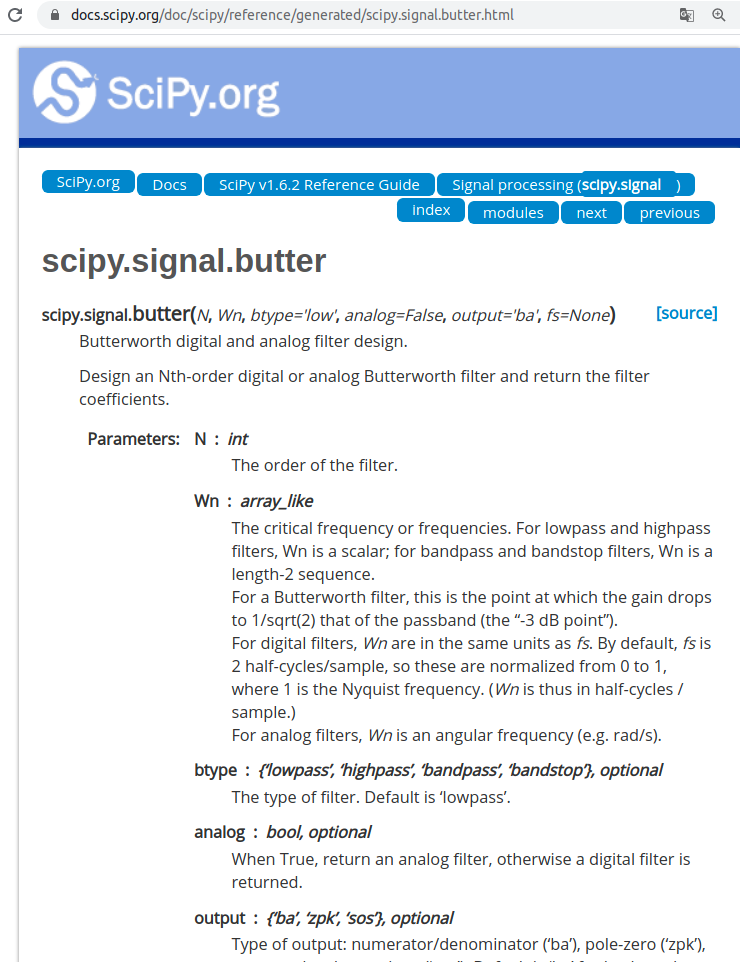 docs.scipy.org/doc/scipy/reference/generated/scipy.signal.butter.html
SciPy.org
SciPy.org Docs SciPy v1.6.2 Reference Guide Signal processing (scipy.signal )
index modules next previous
scipy.signal.butter
scipy.signal.butter(N, Wn, btype='low', analog=False, output='ba', fs=None) [source]
Butterworth digital and analog filter design.
Design an Nth-order digital or analog Butterworth filter and return the filter
coefficients.
Parameters: N : int
The order of the filter.
Wn : array_like
The critical frequency or frequencies. For lowpass and highpass
filters, Wn is a scalar; for bandpass and bandstop filters, Wn is a
length-2 sequence.
For a Butterworth filter, this is the point at which the gain drops
to 1/sqrt(2) that of the passband (the “-3 dB point”).
For digital filters, Wn are in the same units as fs. By default, fs is
2 half-cycles/sample, so these are normalized from 0 to 1,
where 1 is the Nyquist frequency. (Wn is thus in half-cycles /
sample.)
For analog filters, Wn is an angular frequency (e.g. rad/s).
btype : {‘lowpass’, ‘highpass’, ‘bandpass’, ‘bandstop’}, optional
The type of filter. Default is ‘lowpass’.
analog : bool, optional
When True, return an analog filter, otherwise a digital filter is
returned.
output : {‘ba’, ‘zpk’, ‘sos’}, optional
Type of output: numerator/denominator (‘ba’), pole-zero (‘zpk’),